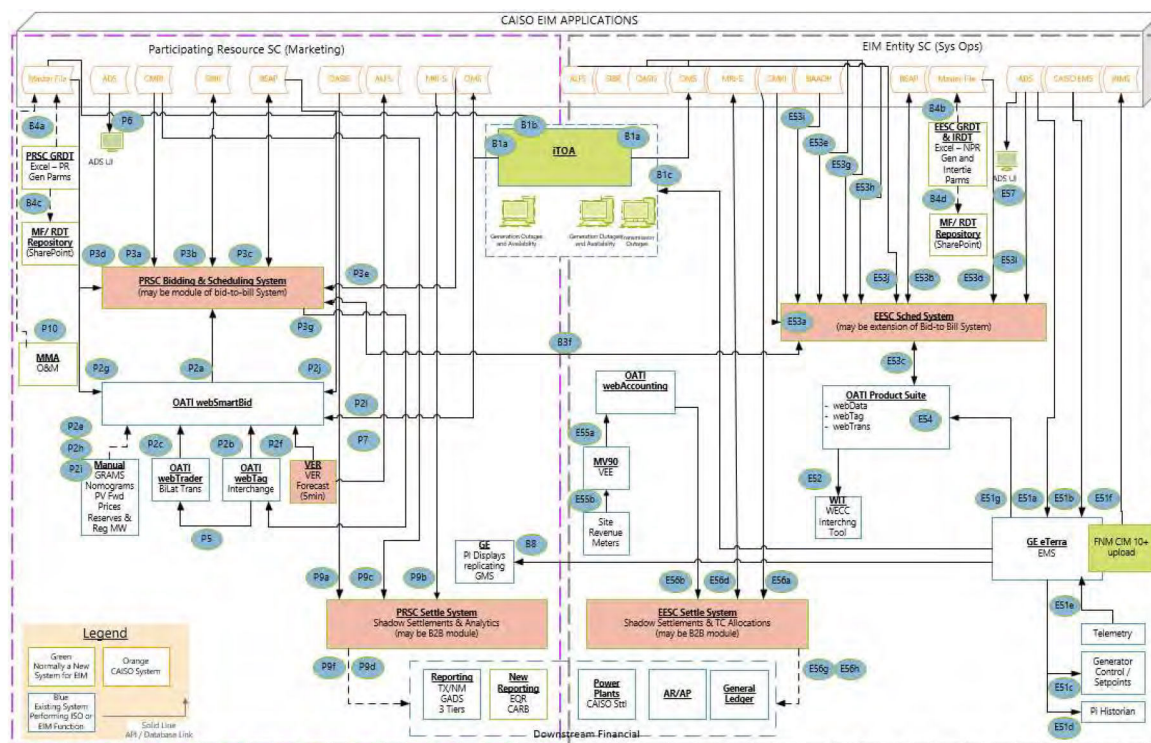 CAISO EIM APPLICATIONS
Participating Resource SC (Marketing)
EIM Entity SC (Sys Ops)
Master File
ADS
CMRI
SIBR
BSAP
OASIS
ALFS
MRI-S
OMS
ALFS
SIBR
OASIS
OMS
MRI-S
CMRI
BAAOP
BSAP
Master File
ADS
CAISO EMS
B4a
P6
ADS UI
PRSC GRDT
Excel – PR
Gen Parms
B4c
MF/ RDT
Repository
(SharePoint)
B1b
B1a
iTOA
B1a
B1c
Generation Outages
and Availability
Generation Outages
and Availability
Transmission
Outages
E53i
E53e
E53g
E53h
B4b
EESC GRDT
& IRDT
Excel – NPR
Gen and
Intertie
Parms
B4d
MF/ RDT
Repository
(SharePoint)
ADS UI
E57
P3d
P3a
P3b
P3c
P3e
PRSC Bidding & Scheduling System
(may be module of bid-to-bill System)
P3g
E53j
E53b
E53d
E53i
E53a
EESC Sched System
(may be extension of Bid-to Bill System)
B3f
P10
MMA
O&M
P2g
P2a
P2j
OATI webSmartBid
P2l
P7
E53c
OATI Product Suite
- webData
- webTag
- webTrans
E54
OATI
webAccounting
E55a
MV90
VEE
E55b
Site
Revenue
Meters
E52
WIT
WECC
Interchng
Tool
P2e
P2h
P2i
Manual
GRAMS
Nomograms
PV Fwd
Prices
Reserves &
Reg MW
P2c
OATI
webTrader
BiLat Trans
P2b
OATI
webTag
Interchange
P2f
VER
VER
Forecast
(5min)
P5
E51g
E51a
E51b
E51f
GE eTerra
EMS
FNM CIM 10+
upload
GE
PI Displays
replicating
GMS
B8
P9a
P9c
P9b
PRSC Settle System
Shadow Settlements & Analytics
(may be B2B module)
P9f
P9d
E56b
E56d
E56a
EESC Settle System
Shadow Settlements & TC Allocations
(may be B2B module)
E56g
E56h
E51e
Telemetry
Generator
Control /
Setpoints
E51c
PI Historian
E51d
Legend
Green
Normally a New
System for EIM
Orange
CAISO System
Blue
Existing System
Performing ISO or
EIM Function
Solid Line
API / Database Link
Reporting
TX/NM
GADS
3 Tiers
New
Reporting
EQR
CARB
Power
Plants
CAISO Sttl
AR/AP
General
Ledger
Downstream Financial